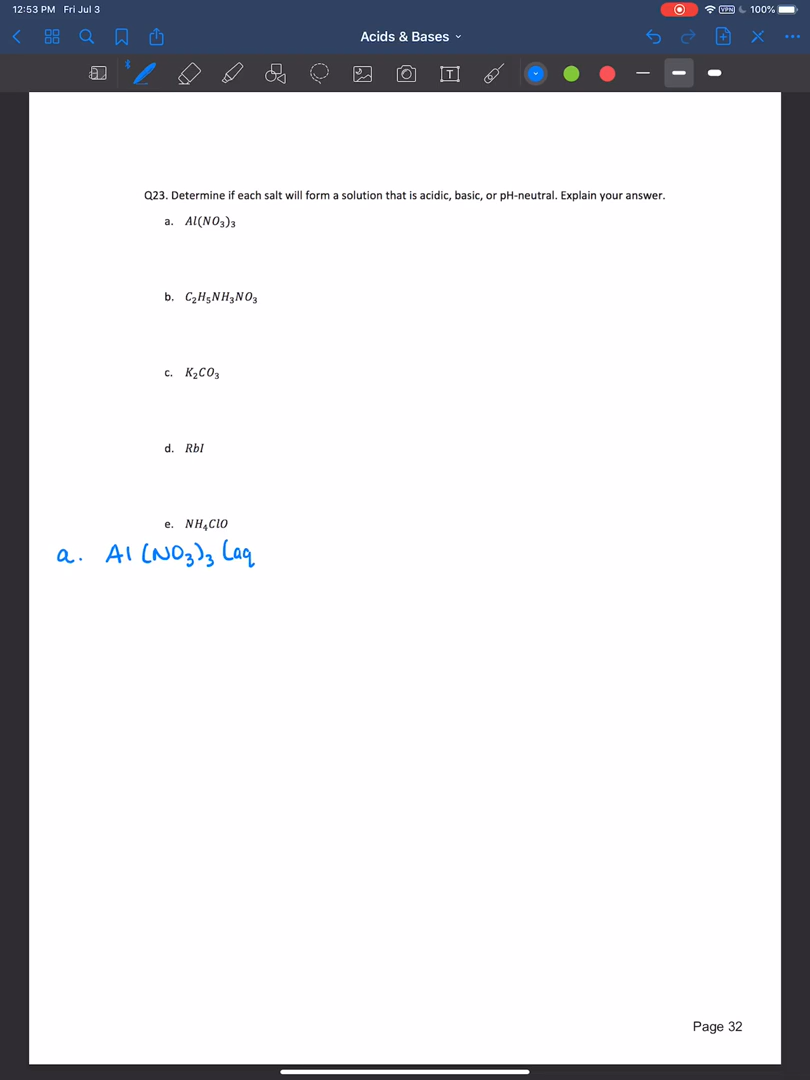 12:53 PM Fri Jul 3 VPN 100%
Acids & Bases
T
Q23. Determine if each salt will form a solution that is acidic, basic, or pH-neutral. Explain your answer.
a. Al(NO₃)₃
b. C₂H₅NH₃NO₃
c. K₂CO₃
d. RbI
e. NH₄ClO
a. Al (NO₃)₃ (aq
Page 32